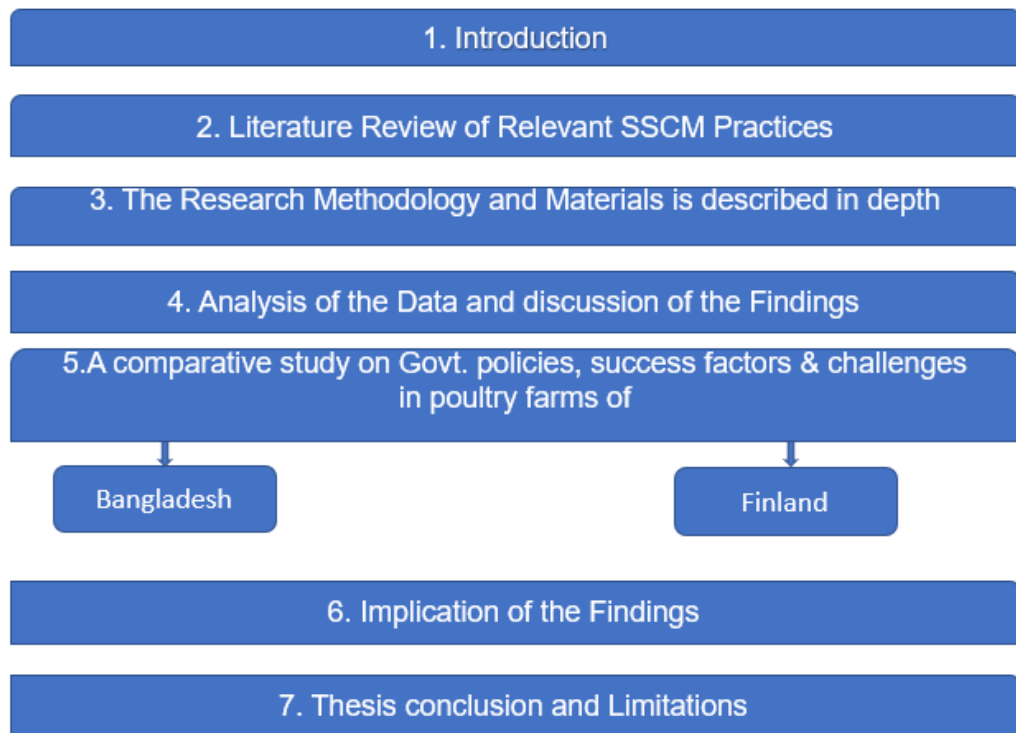 1. Introduction
2. Literature Review of Relevant SSCM Practices
3. The Research Methodology and Materials is described in depth
4. Analysis of the Data and discussion of the Findings
5.A comparative study on Govt. policies, success factors & challenges
in poultry farms of
Bangladesh
Finland
6. Implication of the Findings
7. Thesis conclusion and Limitations